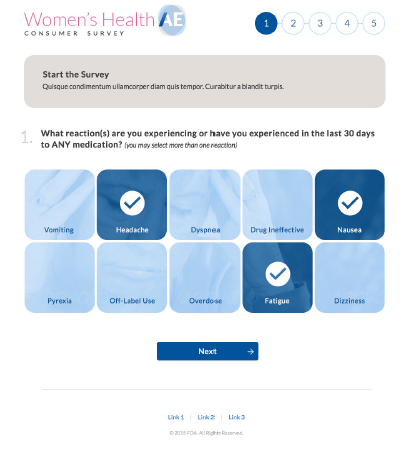 Women's Health AE
CONSUMER SURVEY
1 2 3 4 5
Start the Survey
Quisque condimentum ullamcorper diam quis tempor. Curabitur a blandit turpis.
1. What reaction(s) are you experiencing or have you experienced in the last 30 days
to ANY medication? (you may select more than one reaction)
Vomiting Headache Dyspnea Drug Ineffective Nausea
Pyrexia Off-Label Use Overdose Fatigue Dizziness
Next
Link 1 | Link 2 | Link 3
© 2015 FDA. All Rights Reserved.